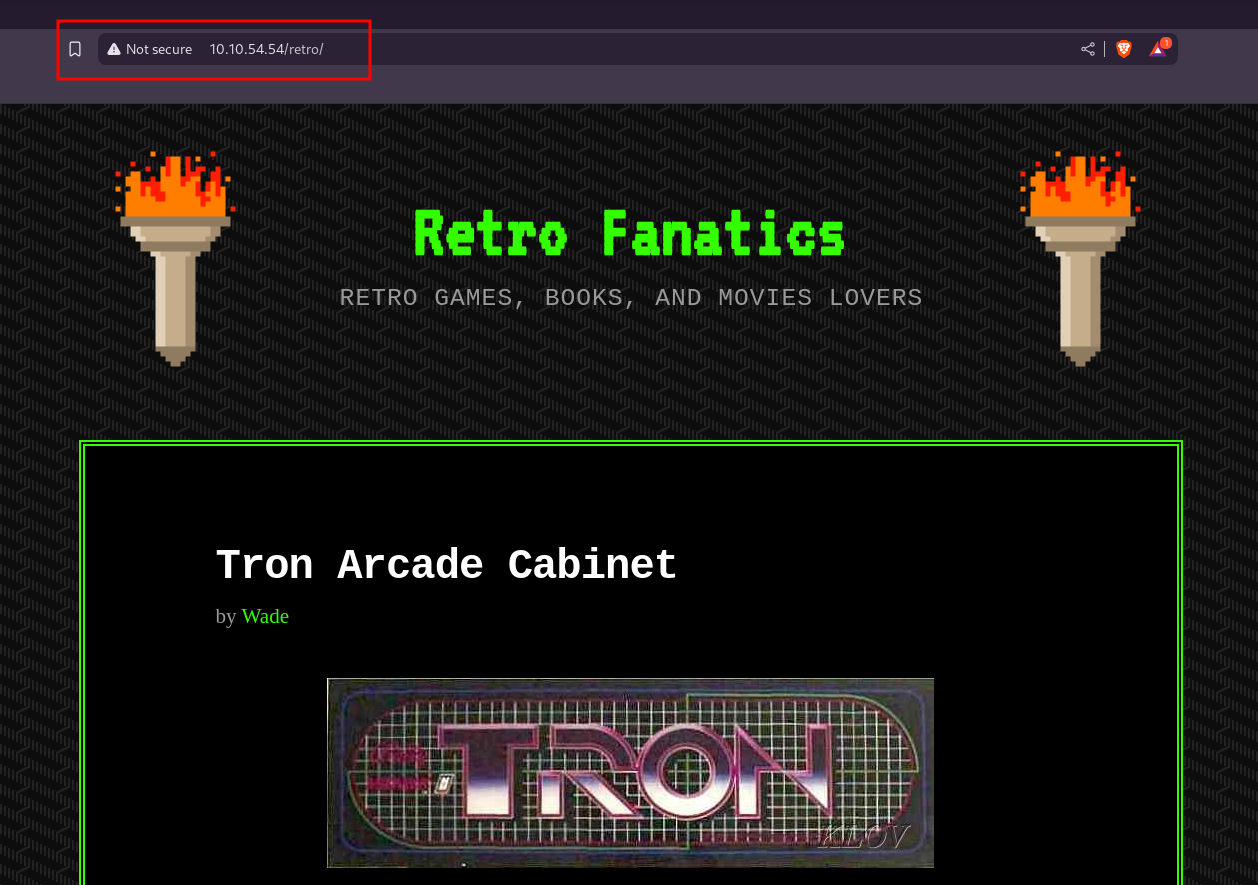 Not secure 10.10.54.54/retro/
1
Retro Fanatics
RETRO GAMES, BOOKS, AND MOVIES LOVERS
Tron Arcade Cabinet
by Wade
TRON
KLOV